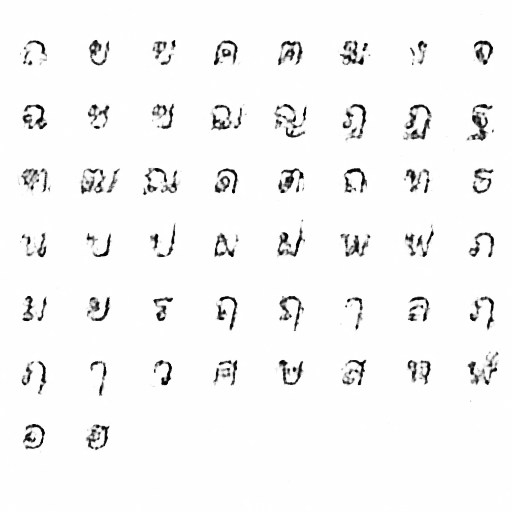 ก ข ฃ ค ฅ ฆ ง จ
ฉ ช ซ ฌ ญ ฎ ฏ ฐ
ฑ ฒ ณ ด ต ถ ท ธ
น บ ป ผ ฝ พ ฟ ภ
ม ย ร ฤ ฤ ๅ ล ฦ
ฦ ๅ ว ศ ษ ส ห ฬ
อ ฮ